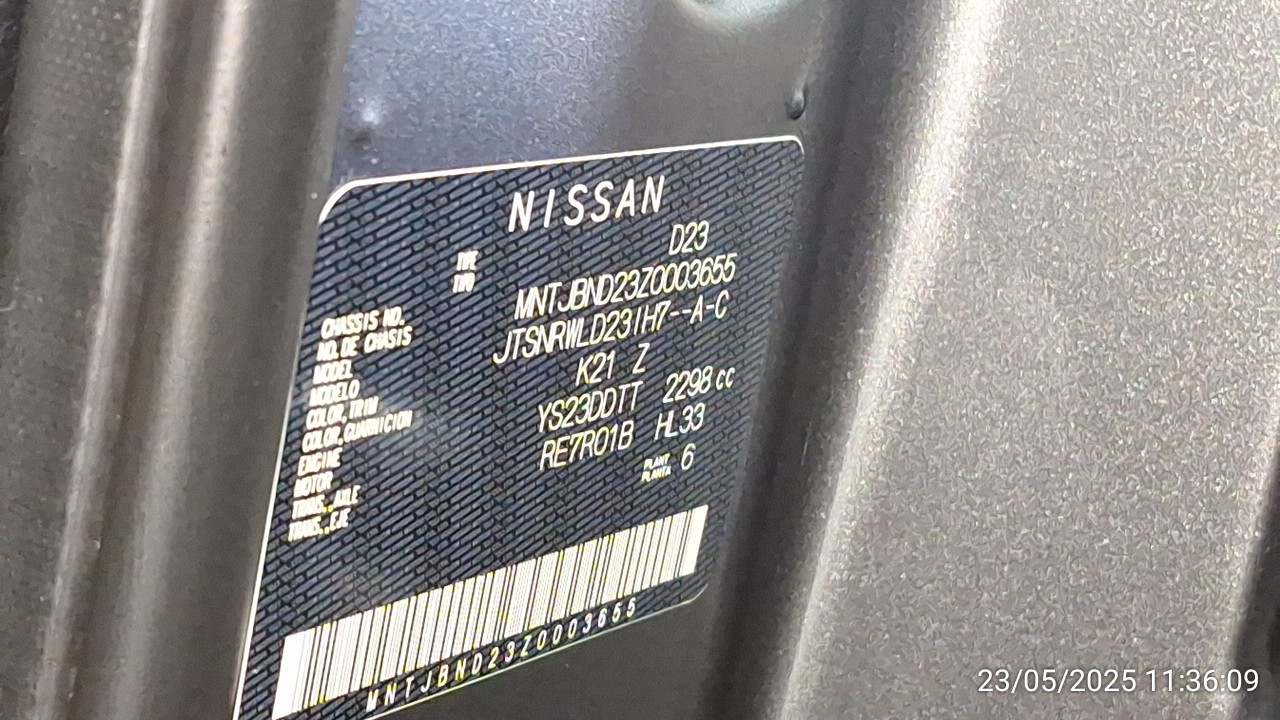 NISSAN
TYPE D23
TIPO
CHASSIS NO. MNTJBND23Z0003655
NO. DE CHASIS
MODEL JTSNRWLD23IH7--A-C
MODELO
COLOR,TRIM K21 Z
COLOR,GUARNICION
ENGINE YS23DDTT 2298 cc
MOTOR
TRANS.,AXLE RE7R01B HL33
TRANS.,EJE
PLANT 6
PLANTA
MNTJBND23Z0003655
23/05/2025 11:36:09